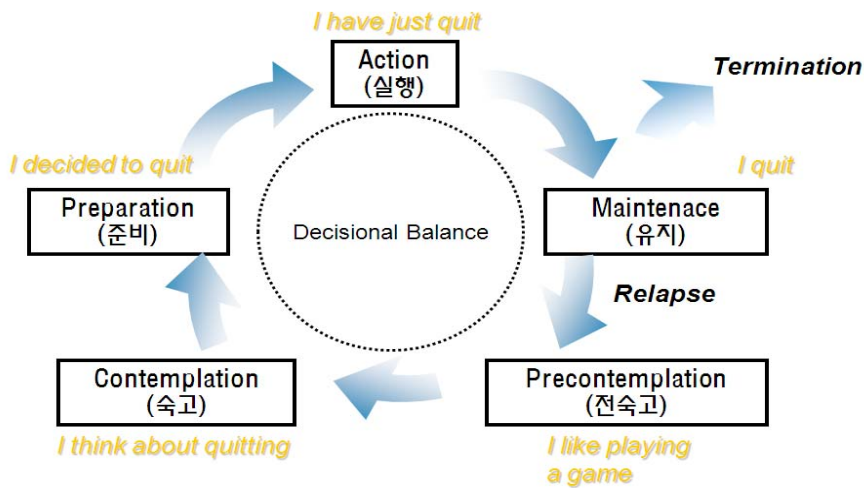 I have just quit
Action
(실행)
Termination
I decided to quit
I quit
Preparation
(준비)
Decisional Balance
Maintenace
(유지)
Relapse
Contemplation
(숙고)
Precontemplation
(전숙고)
I think about quitting
I like playing
a game